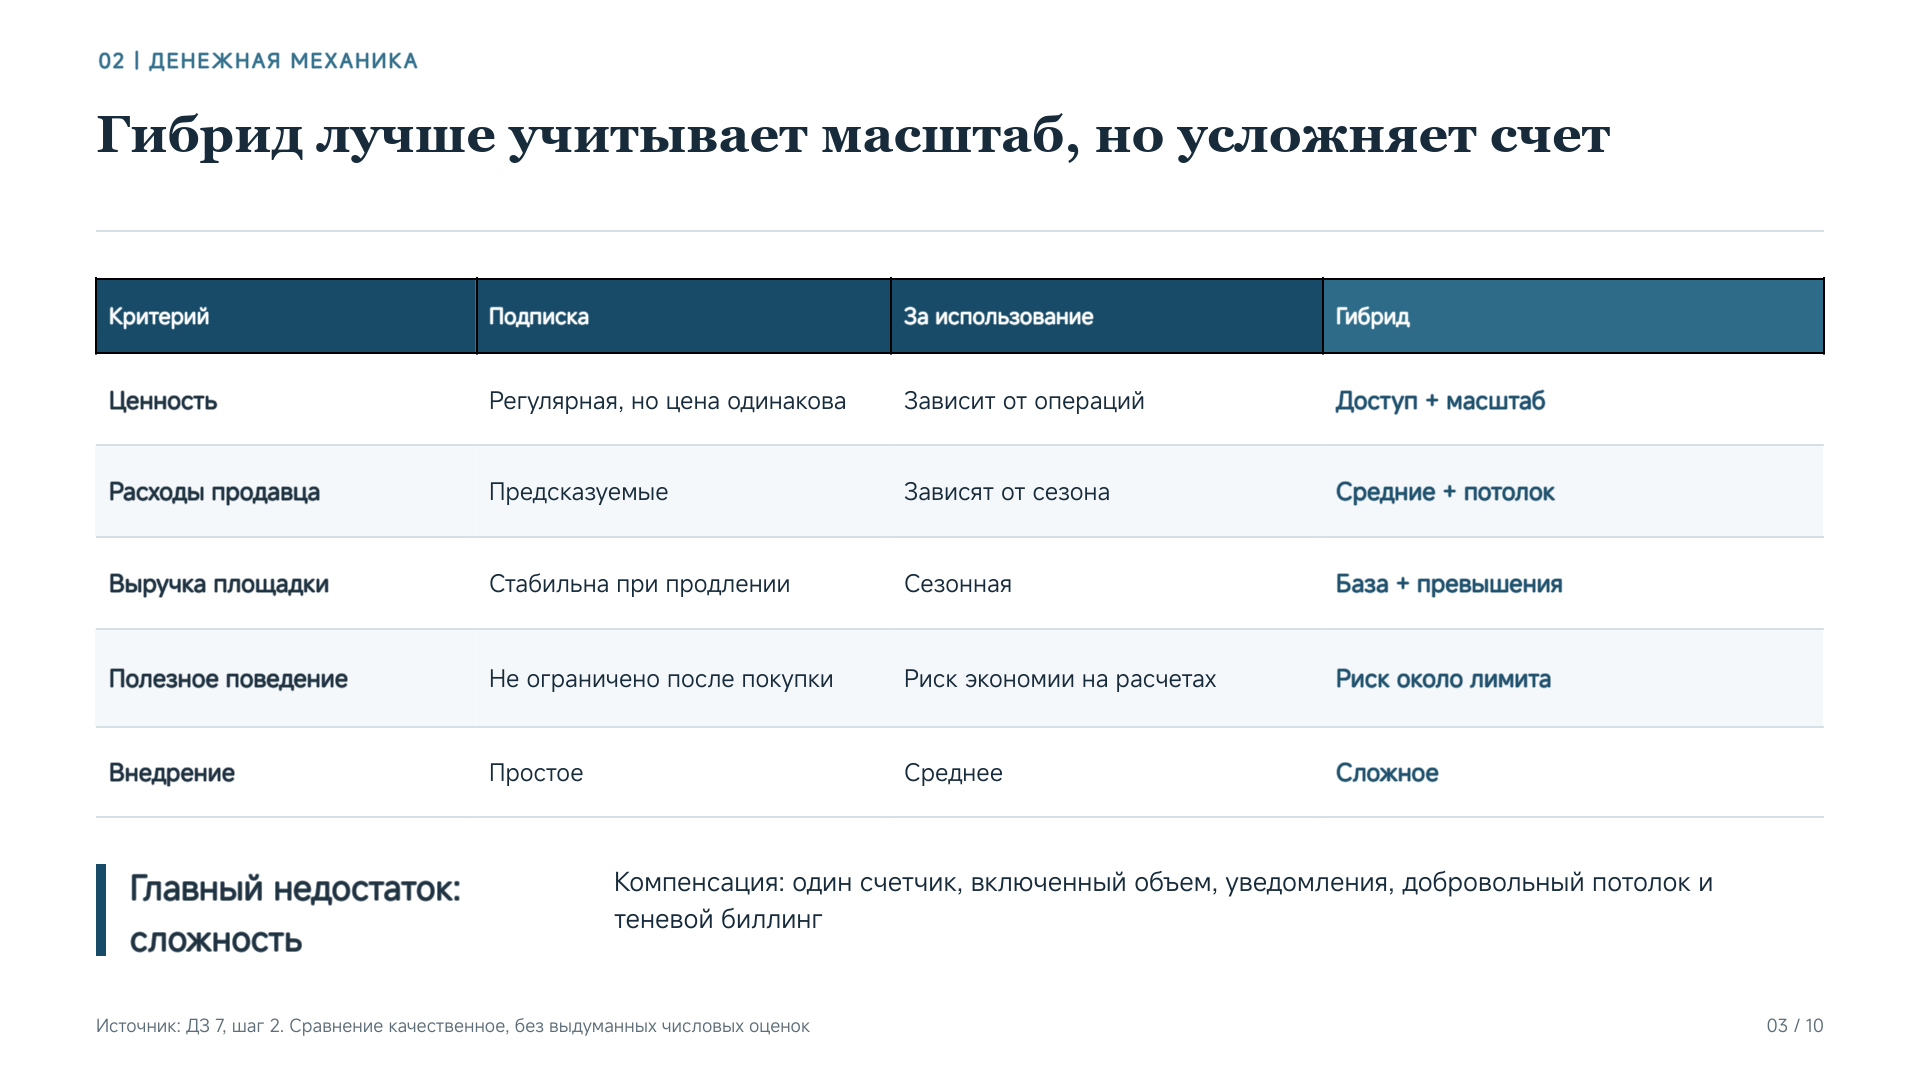 02 | ДЕНЕЖНАЯ МЕХАНИКА
Гибрид лучше учитывает масштаб, но усложняет счет
Критерий Подписка За использование Гибрид
Ценность Регулярная, но цена одинакова Зависит от операций Доступ + масштаб
Расходы продавца Предсказуемые Зависят от сезона Средние + потолок
Выручка площадки Стабильна при продлении Сезонная База + превышения
Полезное поведение Не ограничено после покупки Риск экономии на расчетах Риск около лимита
Внедрение Простое Среднее Сложное
Главный недостаток:
сложность
Компенсация: один счетчик, включенный объем, уведомления, добровольный потолок и
теневой биллинг
Источник: ДЗ 7, шаг 2. Сравнение качественное, без выдуманных числовых оценок
03 / 10